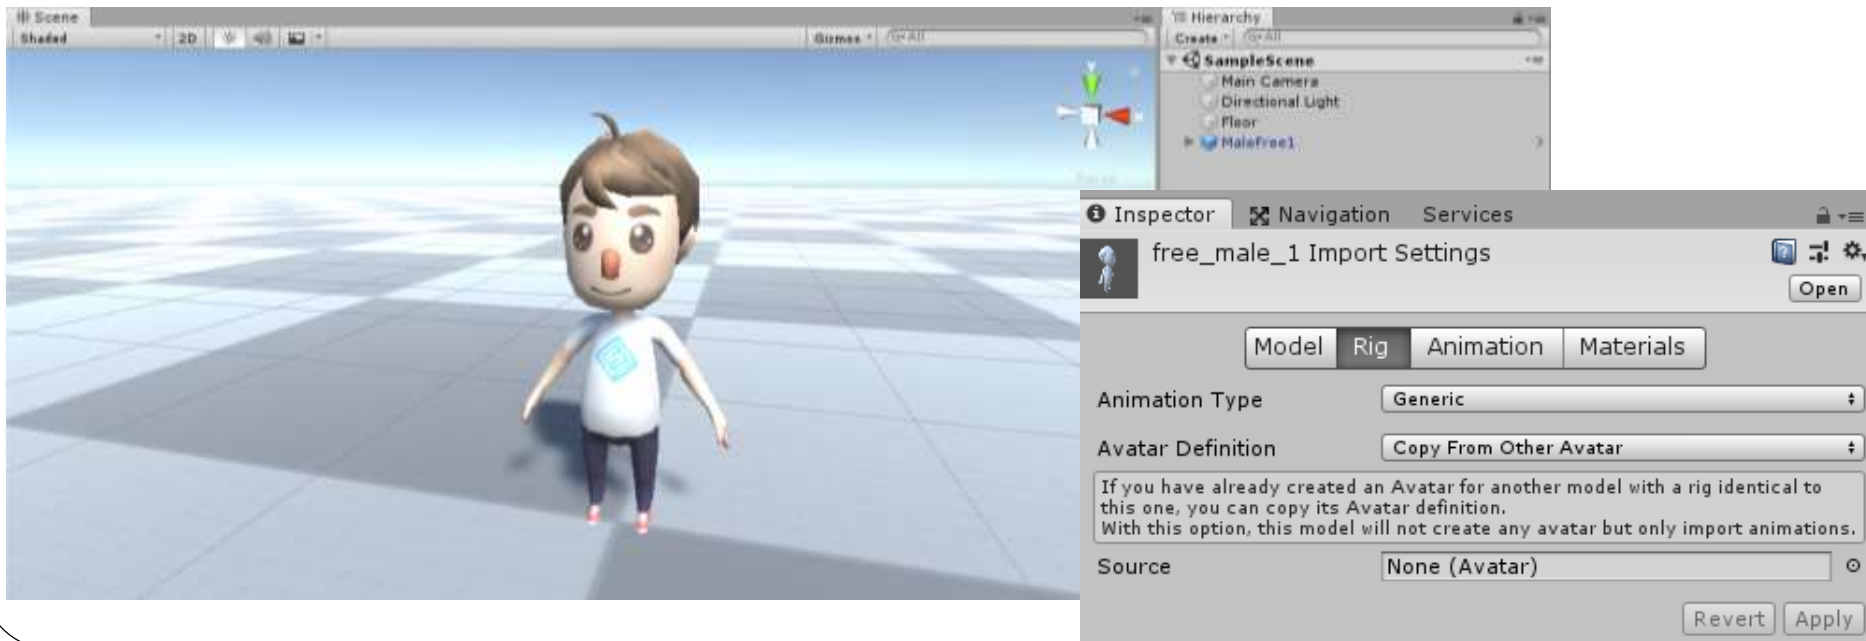 Scene
Shaded 2D Gizmos All
Hierarchy
Create All
SampleScene
Main Camera
Directional Light
Floor
MaleFree1
Inspector Navigation Services
free_male_1 Import Settings
Open
Model Rig Animation Materials
Animation Type Generic
Avatar Definition Copy From Other Avatar
If you have already created an Avatar for another model with a rig identical to
this one, you can copy its Avatar definition.
With this option, this model will not create any avatar but only import animations.
Source None (Avatar)
Revert Apply